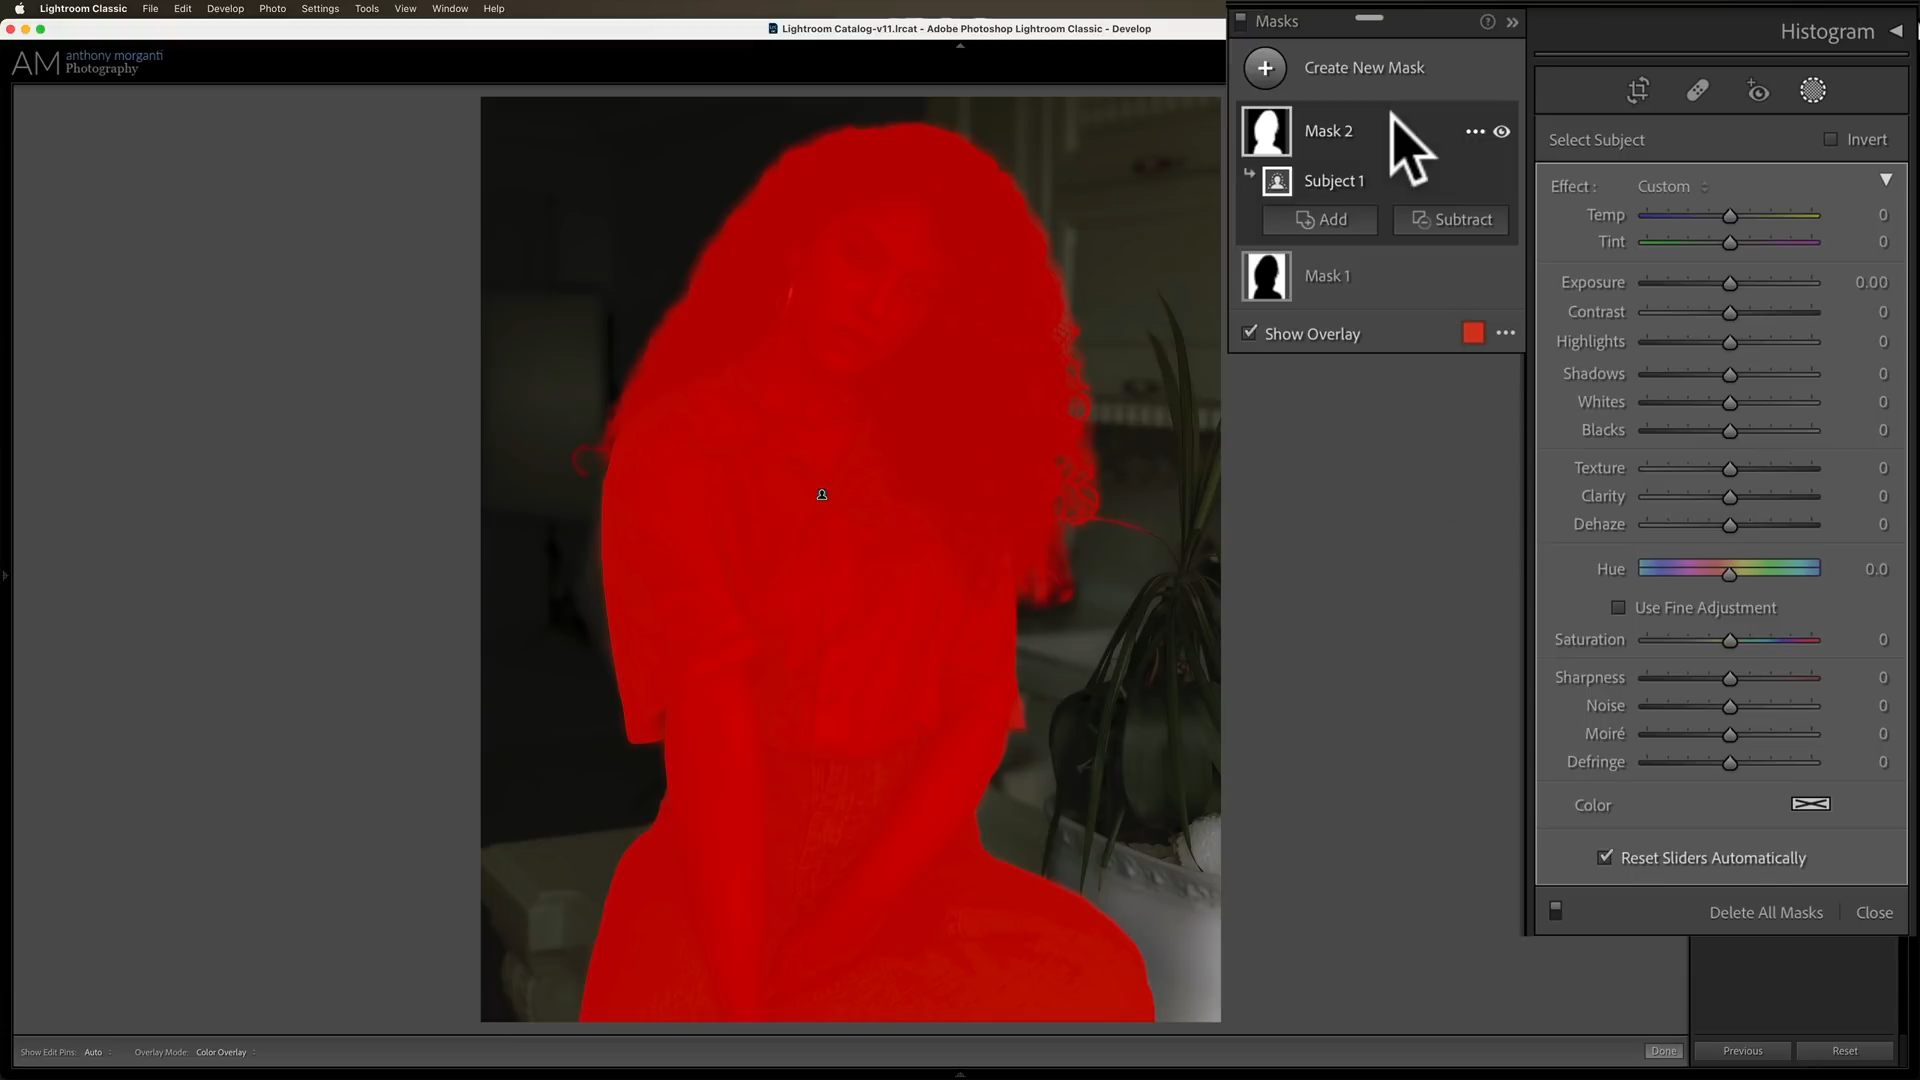 Lightroom Classic File Edit Develop Photo Settings Tools View Window Help
Lightroom Catalog-v11.lrcat - Adobe Photoshop Lightroom Classic - Develop
AM anthony morganti
Photography
Masks
?
Create New Mask
Mask 2
Subject 1
Add Subtract
Mask 1
Show Overlay
Histogram
Select Subject Invert
Effect : Custom
Temp 0
Tint 0
Exposure 0.00
Contrast 0
Highlights 0
Shadows 0
Whites 0
Blacks 0
Texture 0
Clarity 0
Dehaze 0
Hue 0.0
Use Fine Adjustment
Saturation 0
Sharpness 0
Noise 0
Moiré 0
Defringe 0
Color
Reset Sliders Automatically
Delete All Masks Close
Show Edit Pins: Auto Overlay Mode: Color Overlay
Done
Previous Reset